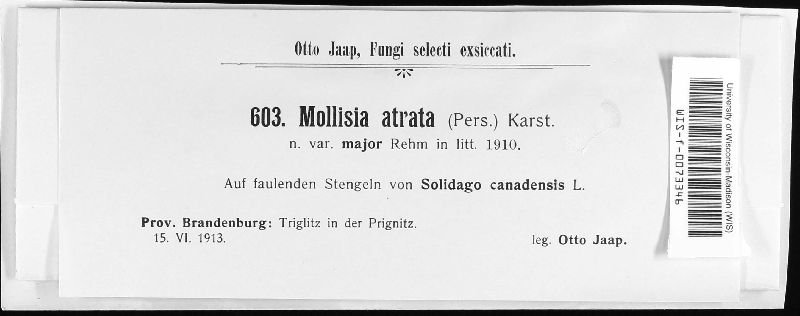 Otto Jaap, Fungi selecti exsiccati.
603. Mollisia atrata (Pers.) Karst.
n. var. major Rehm in litt. 1910.
Auf faulenden Stengeln von Solidago canadensis L.
Prov. Brandenburg: Triglitz in der Prignitz.
15. VI. 1913.
leg. Otto Jaap.
University of Wisconsin Madison (WIS)
WIS-f-0073346